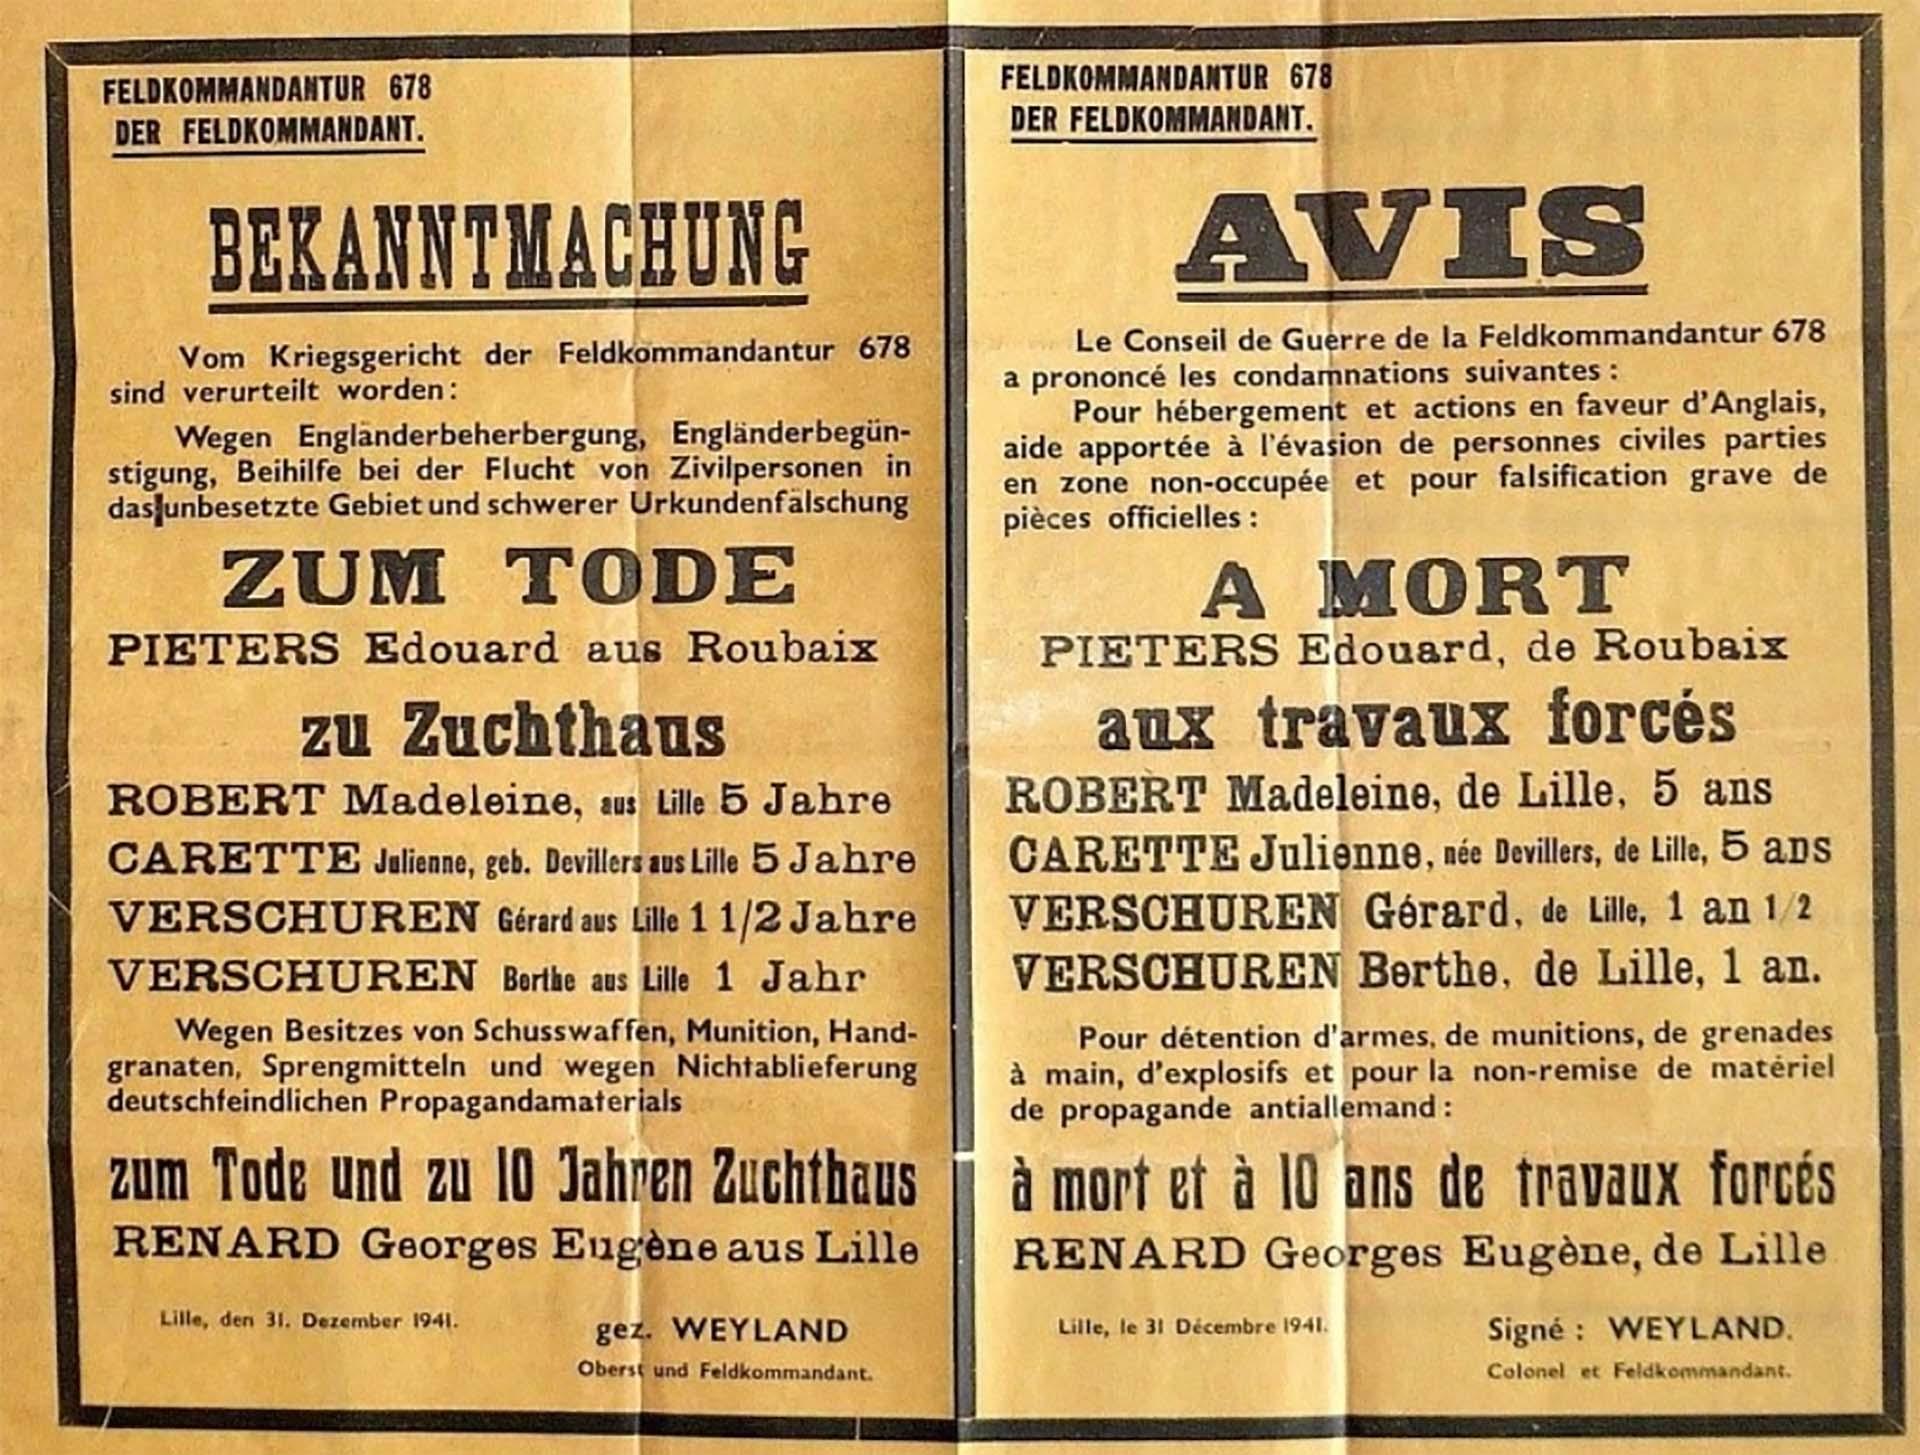 FELDKOMMANDANTUR 678
DER FELDKOMMANDANT.
BEKANNTMACHUNG
Vom Kriegsgericht der Feldkommandantur 678
sind verurteilt worden:
Wegen Engländerbeherbergung, Engländerbegün-
stigung, Beihilfe bei der Flucht von Zivilpersonen in
das unbesetzte Gebiet und schwerer Urkundenfälschung
ZUM TODE
PIETERS Edouard aus Roubaix
zu Zuchthaus
ROBERT Madeleine, aus Lille 5 Jahre
CARETTE Julienne, geb. Devillers aus Lille 5 Jahre
VERSCHUREN Gérard aus Lille 1 1/2 Jahre
VERSCHUREN Berthe aus Lille 1 Jahr
Wegen Besitzes von Schusswaffen, Munition, Hand-
granaten, Sprengmitteln und wegen Nichtablieferung
deutschfeindlichen Propagandamaterials
zum Tode und zu 10 Jahren Zuchthaus
RENARD Georges Eugène aus Lille
Lille, den 31. Dezember 1941.
gez. WEYLAND
Oberst und Feldkommandant.
FELDKOMMANDANTUR 678
DER FELDKOMMANDANT.
AVIS
Le Conseil de Guerre de la Feldkommandantur 678
a prononcé les condamnations suivantes :
Pour hébergement et actions en faveur d'Anglais,
aide apportée à l'évasion de personnes civiles parties
en zone non-occupée et pour falsification grave de
pièces officielles :
A MORT
PIETERS Edouard, de Roubaix
aux travaux forcés
ROBERT Madeleine, de Lille, 5 ans
CARETTE Julienne, née Devillers, de Lille, 5 ans
VERSCHUREN Gérard, de Lille, 1 an 1/2
VERSCHUREN Berthe, de Lille, 1 an.
Pour détention d'armes, de munitions, de grenades
à main, d'explosifs et pour la non-remise de matériel
de propagande antiallemand :
à mort et à 10 ans de travaux forcés
RENARD Georges Eugène, de Lille
Lille, le 31 Décembre 1941.
Signé : WEYLAND.
Colonel et Feldkommandant.